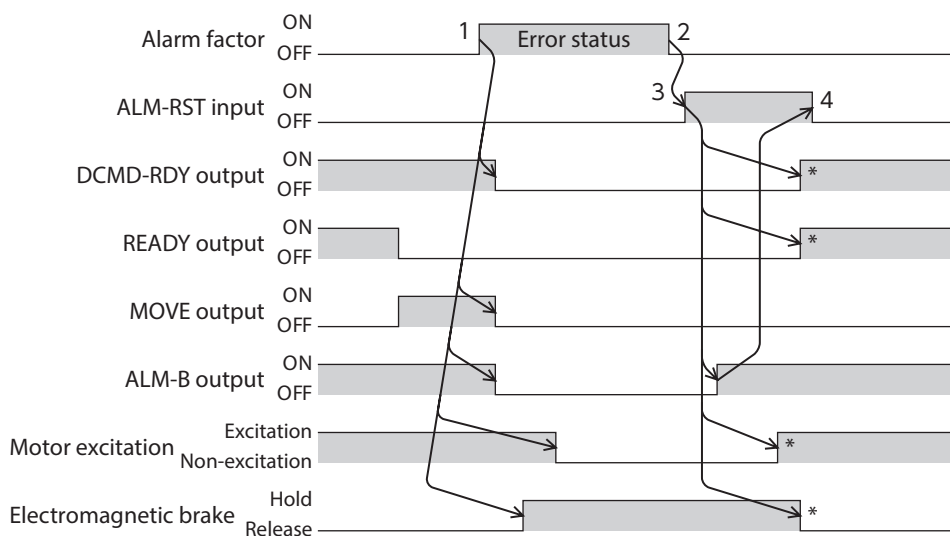 Alarm factor ON OFF 1 Error status 2
ALM-RST input ON OFF 3 4
DCMD-RDY output ON OFF *
READY output ON OFF *
MOVE output ON OFF
ALM-B output ON OFF
Motor excitation Excitation Non-excitation *
Electromagnetic brake Hold Release *